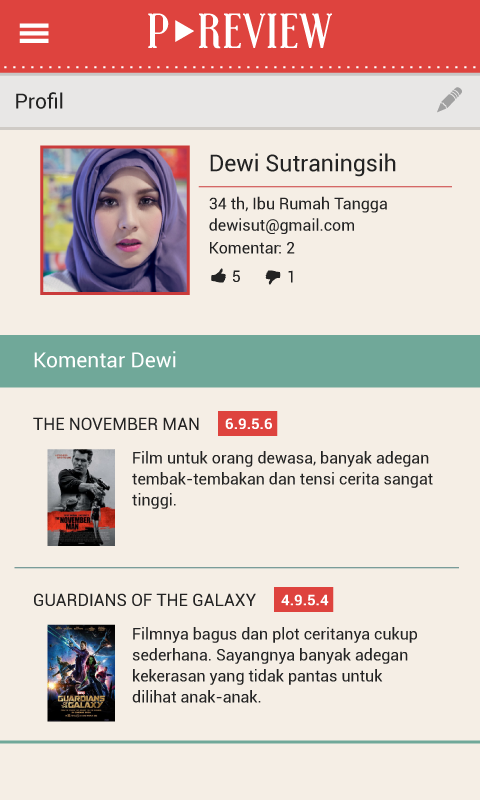 P▶REVIEW
Profil
Dewi Sutraningsih
34 th, Ibu Rumah Tangga
dewisut@gmail.com
Komentar: 2
5 1
Komentar Dewi
THE NOVEMBER MAN 6.9.5.6
Film untuk orang dewasa, banyak adegan
tembak-tembakan dan tensi cerita sangat
tinggi.
THE NOVEMBER
MAN
GUARDIANS OF THE GALAXY 4.9.5.4
Filmnya bagus dan plot ceritanya cukup
sederhana. Sayangnya banyak adegan
kekerasan yang tidak pantas untuk
dilihat anak-anak.
GUARDIANS
OF THE GALAXY